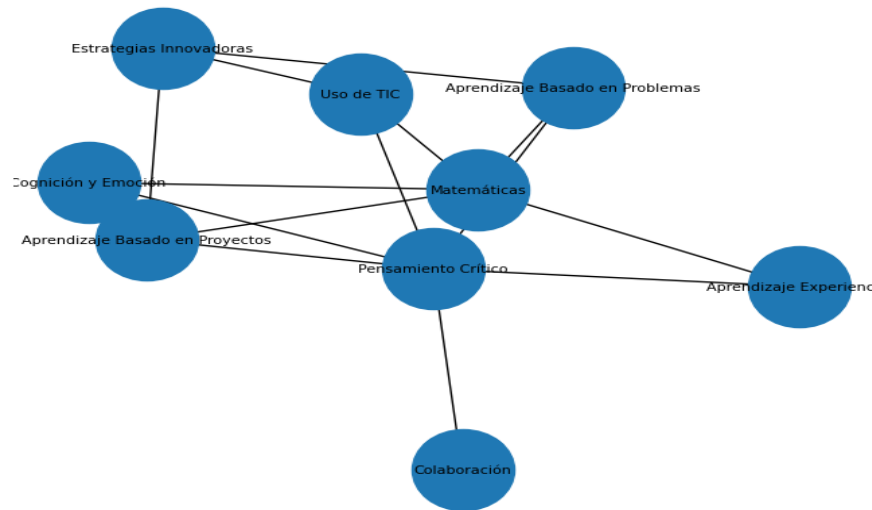 Estrategias Innovadoras
Uso de TIC
Aprendizaje Basado en Problemas
Cognición y Emoción
Matemáticas
Aprendizaje Basado en Proyectos
Pensamiento Crítico
Aprendizaje Experienc
Colaboración